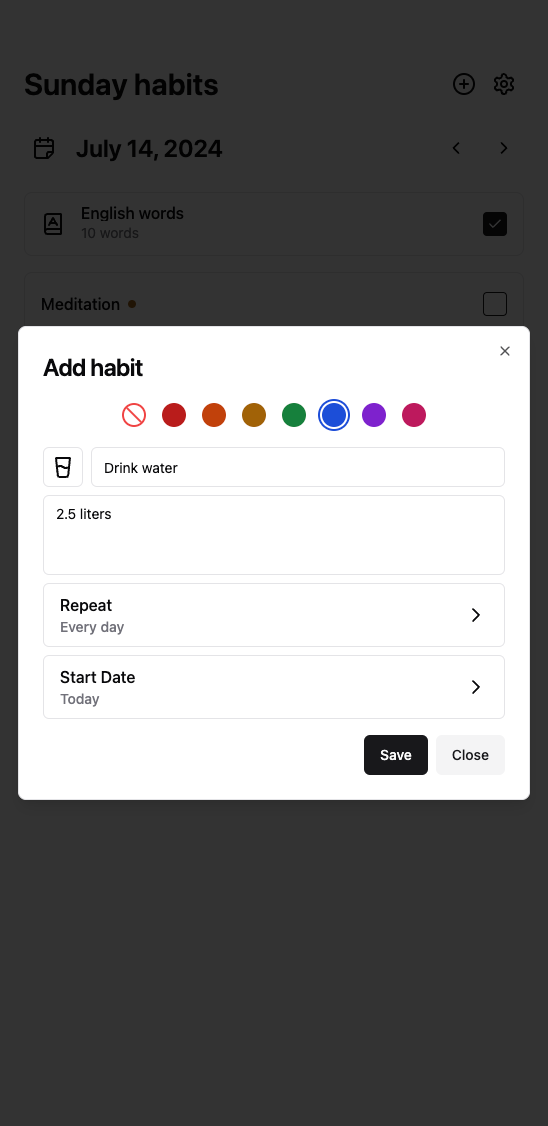 Sunday habits
July 14, 2024
English words
10 words
Meditation
Add habit
Drink water
2.5 liters
Repeat
Every day
Start Date
Today
Save
Close